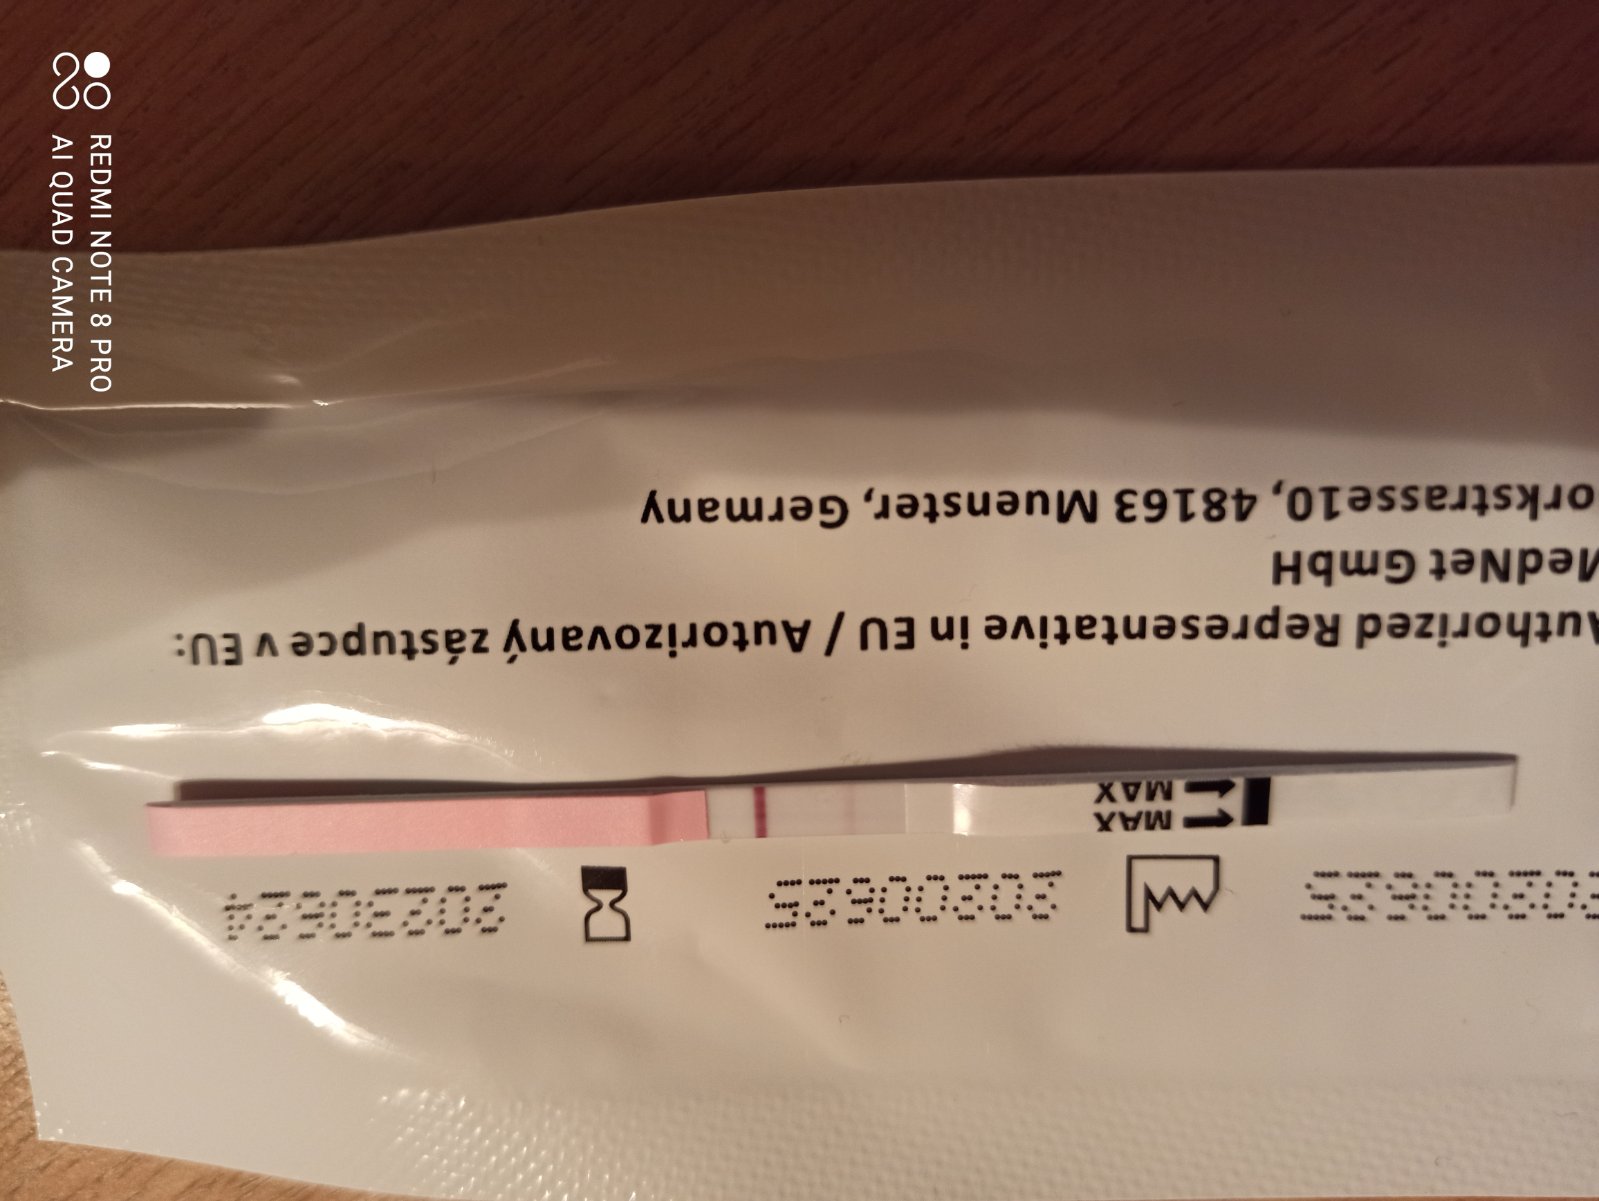 REDMI NOTE 8 PRO
AI QUAD CAMERA
20200625
20200625
20230624
MAX
MAX
Authorized Representative in EU / Autorizovaný zástupce v EU:
MedNet GmbH
orkstrasse10, 48163 Muenster, Germany